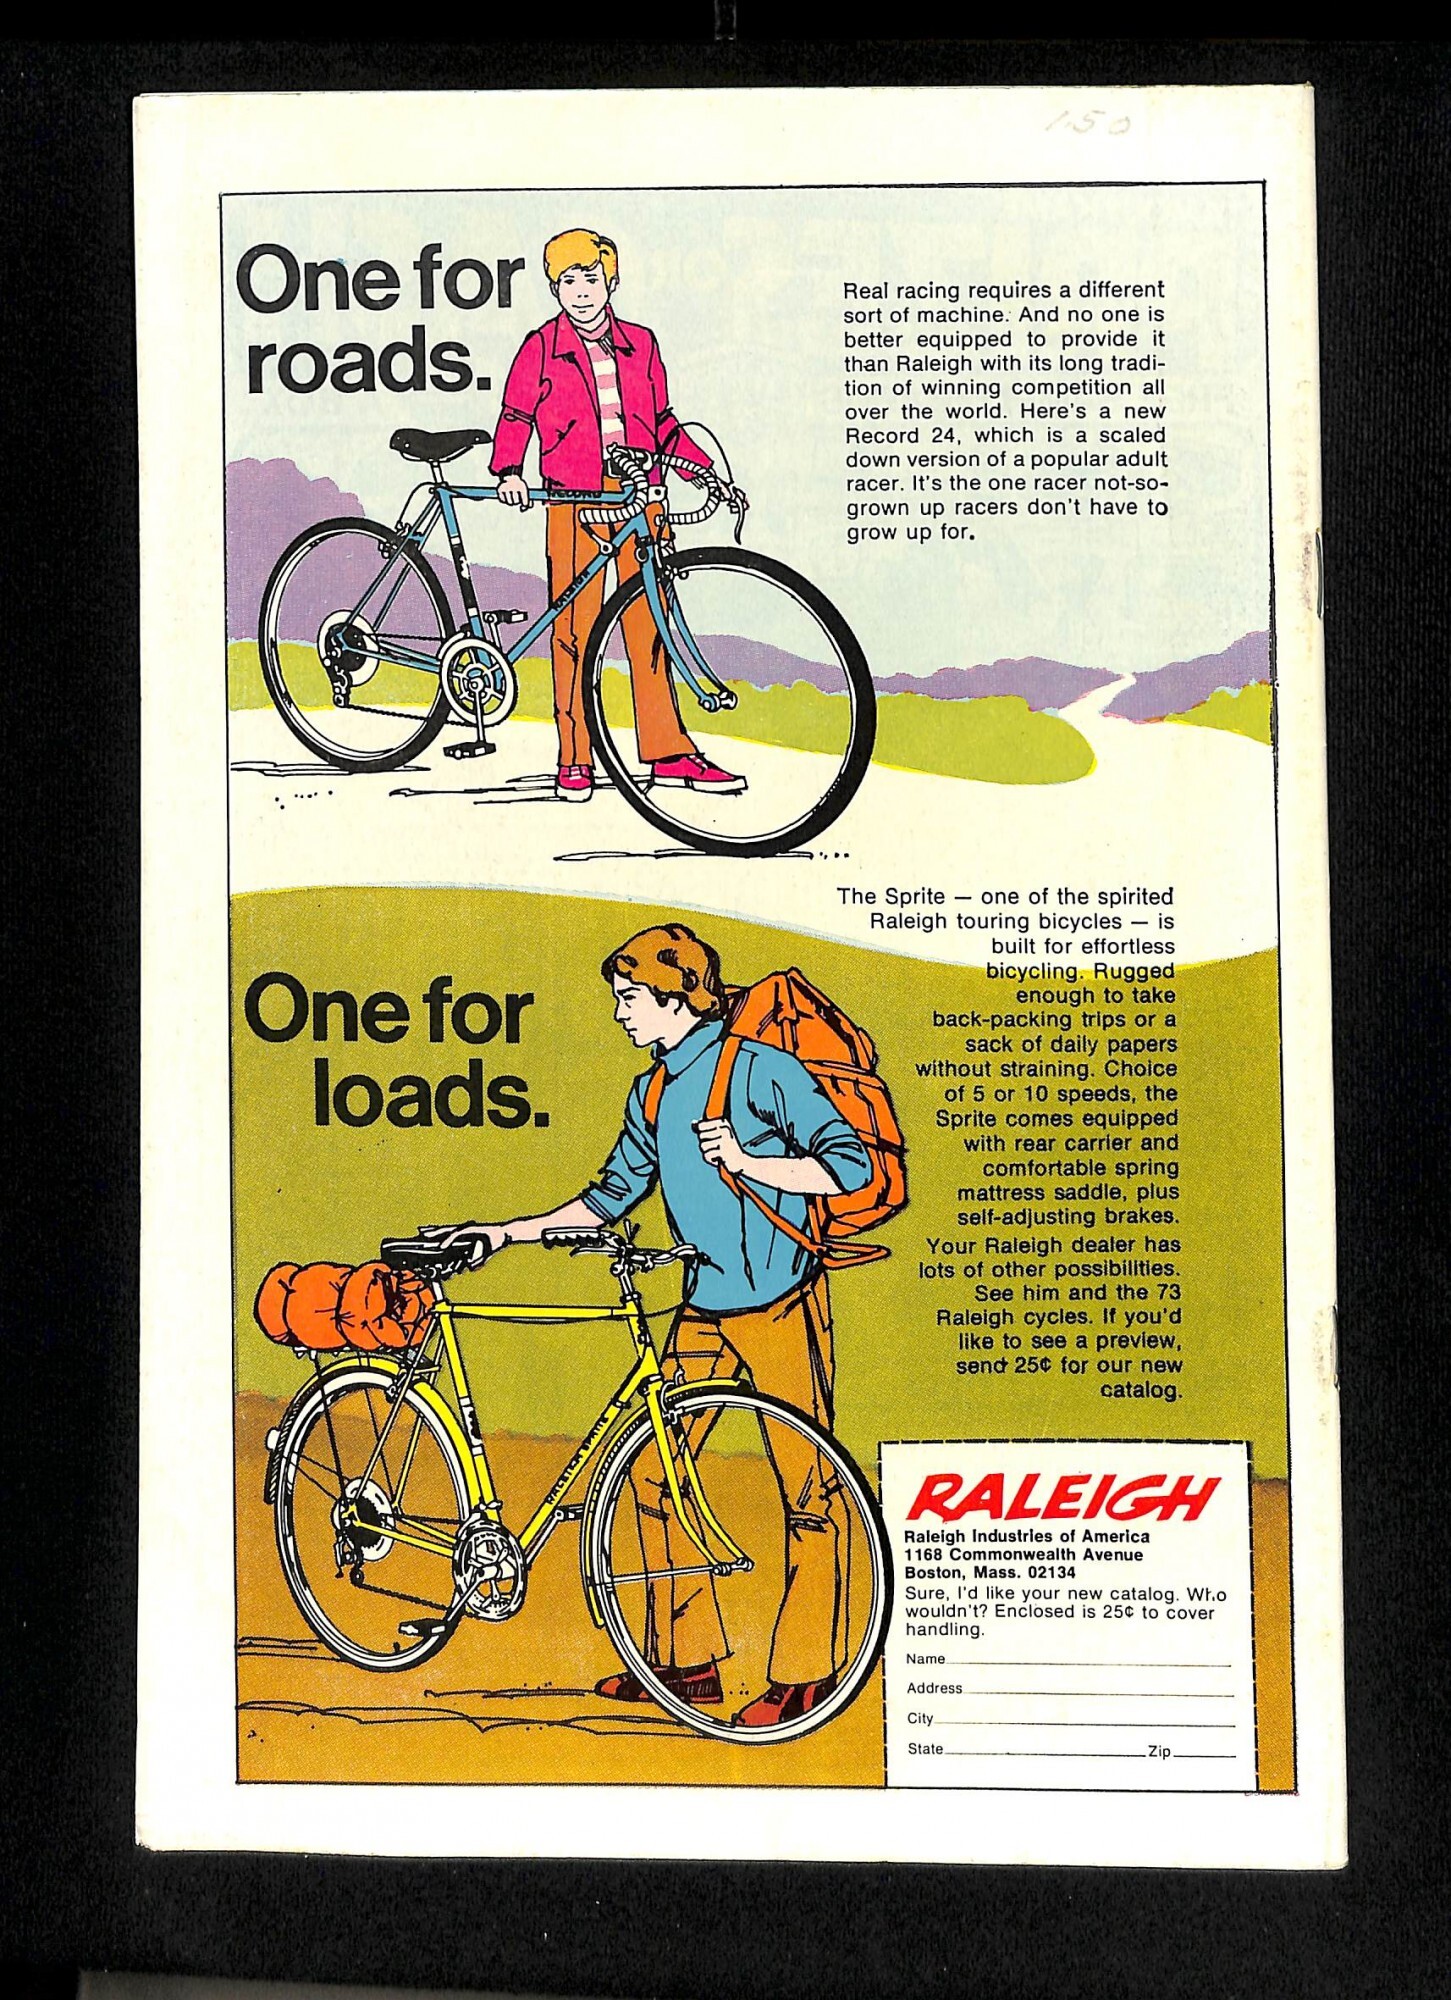 1.50
One for
roads.
Real racing requires a different
sort of machine. And no one is
better equipped to provide it
than Raleigh with its long tradi-
tion of winning competition all
over the world. Here's a new
Record 24, which is a scaled
down version of a popular adult
racer. It's the one racer not-so-
grown up racers don't have to
grow up for.
RECORD
RALEIGH
The Sprite — one of the spirited
Raleigh touring bicycles — is
built for effortless
bicycling. Rugged
enough to take
back-packing trips or a
sack of daily papers
without straining. Choice
of 5 or 10 speeds, the
Sprite comes equipped
with rear carrier and
comfortable spring
mattress saddle, plus
self-adjusting brakes.
Your Raleigh dealer has
lots of other possibilities.
See him and the 73
Raleigh cycles. If you'd
like to see a preview,
send 25¢ for our new
catalog.
One for
loads.
RALEIGH SPRITE
RALEIGH
Raleigh Industries of America
1168 Commonwealth Avenue
Boston, Mass. 02134
Sure, I'd like your new catalog. Who
wouldn't? Enclosed is 25¢ to cover
handling.
Name
Address
City
State Zip